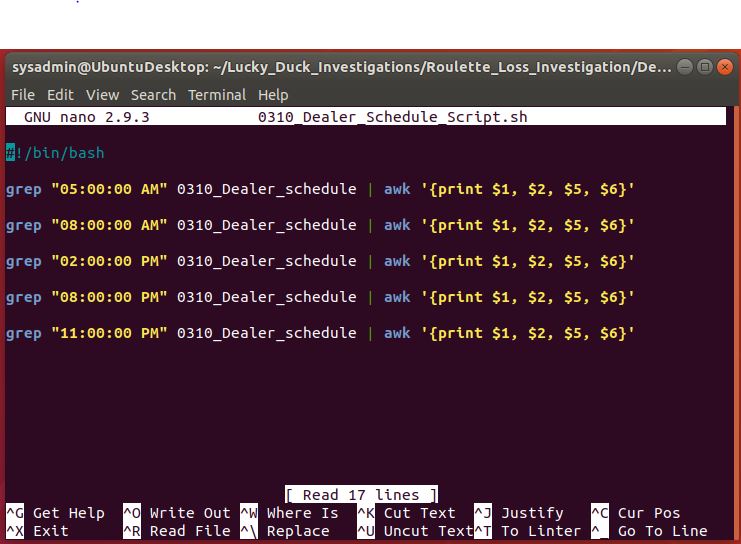 sysadmin@UbuntuDesktop: ~/Lucky_Duck_Investigations/Roulette_Loss_Investigation/De...
File Edit View Search Terminal Help
GNU nano 2.9.3 0310_Dealer_Schedule_Script.sh
#!/bin/bash
grep "05:00:00 AM" 0310_Dealer_schedule | awk '{print $1, $2, $5, $6}'
grep "08:00:00 AM" 0310_Dealer_schedule | awk '{print $1, $2, $5, $6}'
grep "02:00:00 PM" 0310_Dealer_schedule | awk '{print $1, $2, $5, $6}'
grep "08:00:00 PM" 0310_Dealer_schedule | awk '{print $1, $2, $5, $6}'
grep "11:00:00 PM" 0310_Dealer_schedule | awk '{print $1, $2, $5, $6}'
[ Read 17 lines ]
^G Get Help ^O Write Out ^W Where Is ^K Cut Text ^J Justify ^C Cur Pos
^X Exit ^R Read File ^\ Replace ^U Uncut Text ^T To Linter ^_ Go To Line